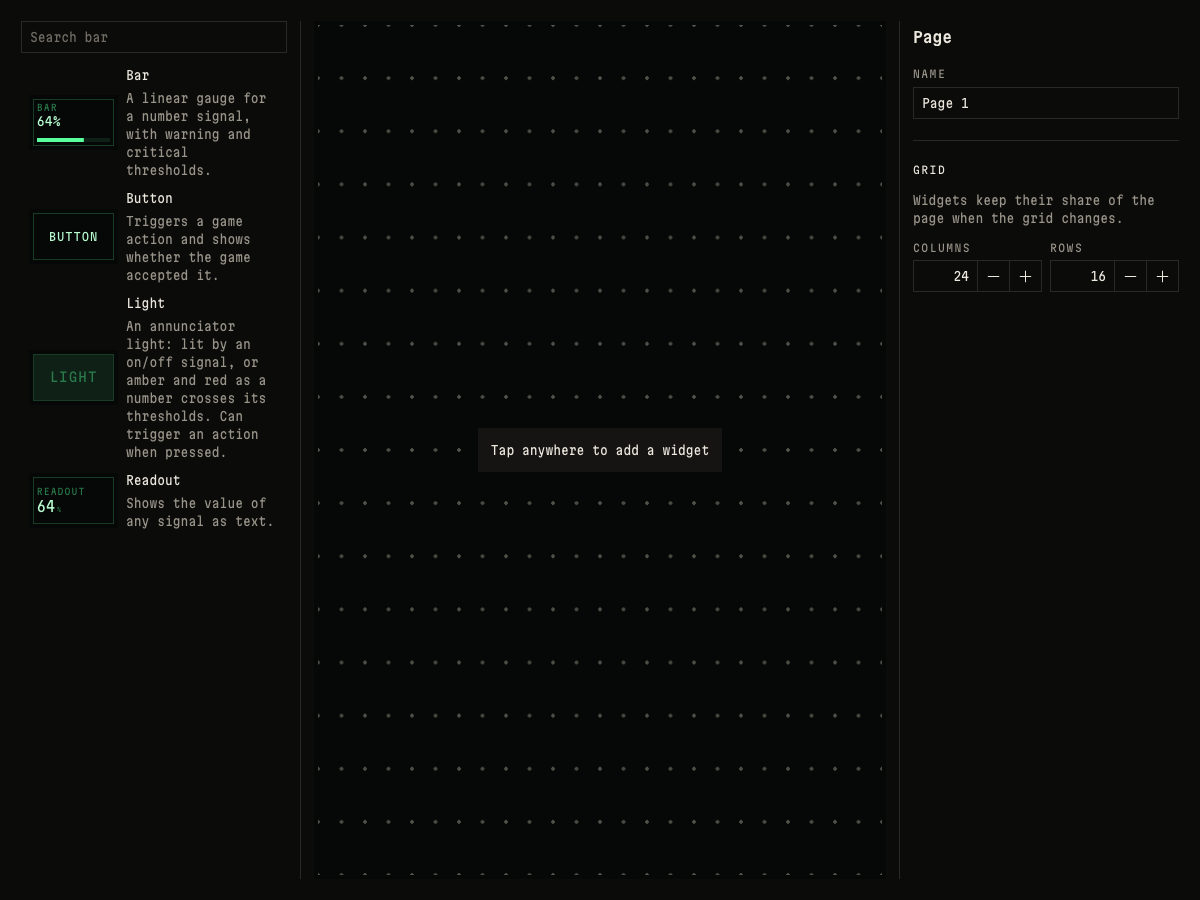 Search bar
Bar
BAR
64%
A linear gauge for
a number signal,
with warning and
critical
thresholds.
Button
BUTTON
Triggers a game
action and shows
whether the game
accepted it.
Light
LIGHT
An annunciator
light: lit by an
on/off signal, or
amber and red as a
number crosses its
thresholds. Can
trigger an action
when pressed.
Readout
READOUT
64%
Shows the value of
any signal as text.
Tap anywhere to add a widget
Page
NAME
Page 1
GRID
Widgets keep their share of the
page when the grid changes.
COLUMNS ROWS
24 16